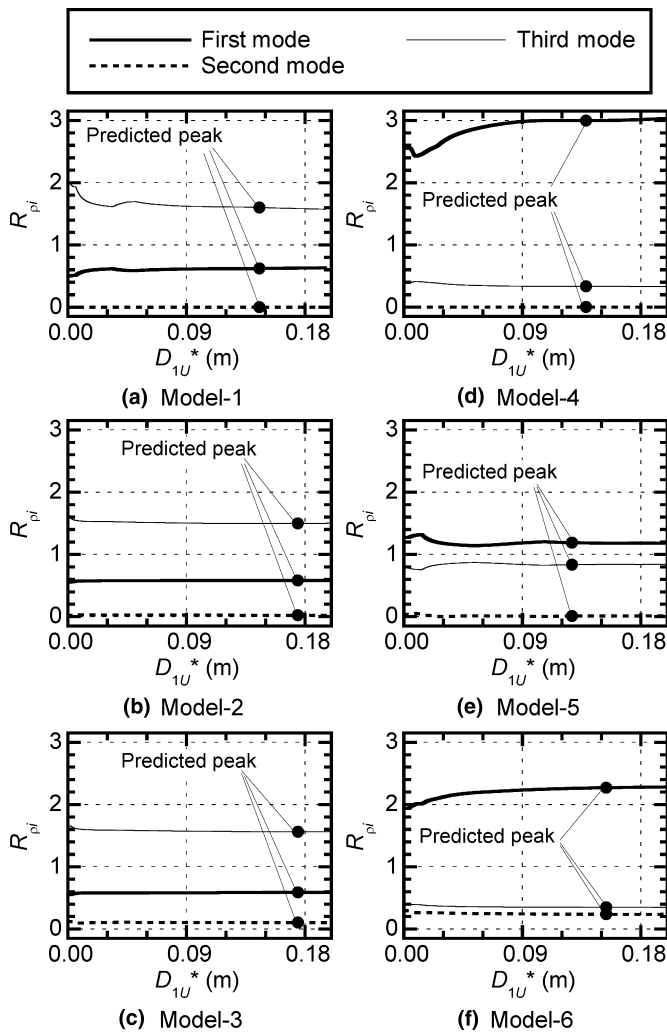 First mode
Third mode
Second mode
3
2
1
0
R_ρi
Predicted peak
0.00
0.09
0.18
D_1U* (m)
(a) Model-1
3
2
1
0
R_ρi
Predicted peak
0.00
0.09
0.18
D_1U* (m)
(d) Model-4
3
2
1
0
R_ρi
Predicted peak
0.00
0.09
0.18
D_1U* (m)
(b) Model-2
3
2
1
0
R_ρi
Predicted peak
0.00
0.09
0.18
D_1U* (m)
(e) Model-5
3
2
1
0
R_ρi
Predicted peak
0.00
0.09
0.18
D_1U* (m)
(c) Model-3
3
2
1
0
R_ρi
Predicted peak
0.00
0.09
0.18
D_1U* (m)
(f) Model-6